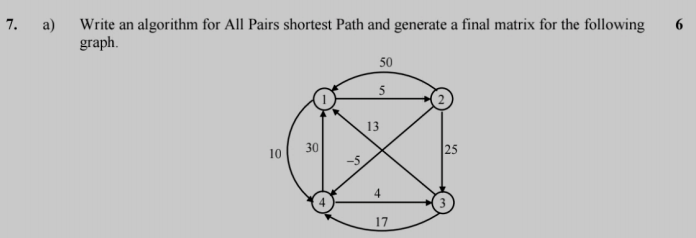 7. a) Write an algorithm for All Pairs shortest Path and generate a final matrix for the following 6
graph.
50
5
1 2
13
10 30 -5 25
4
4 3
17